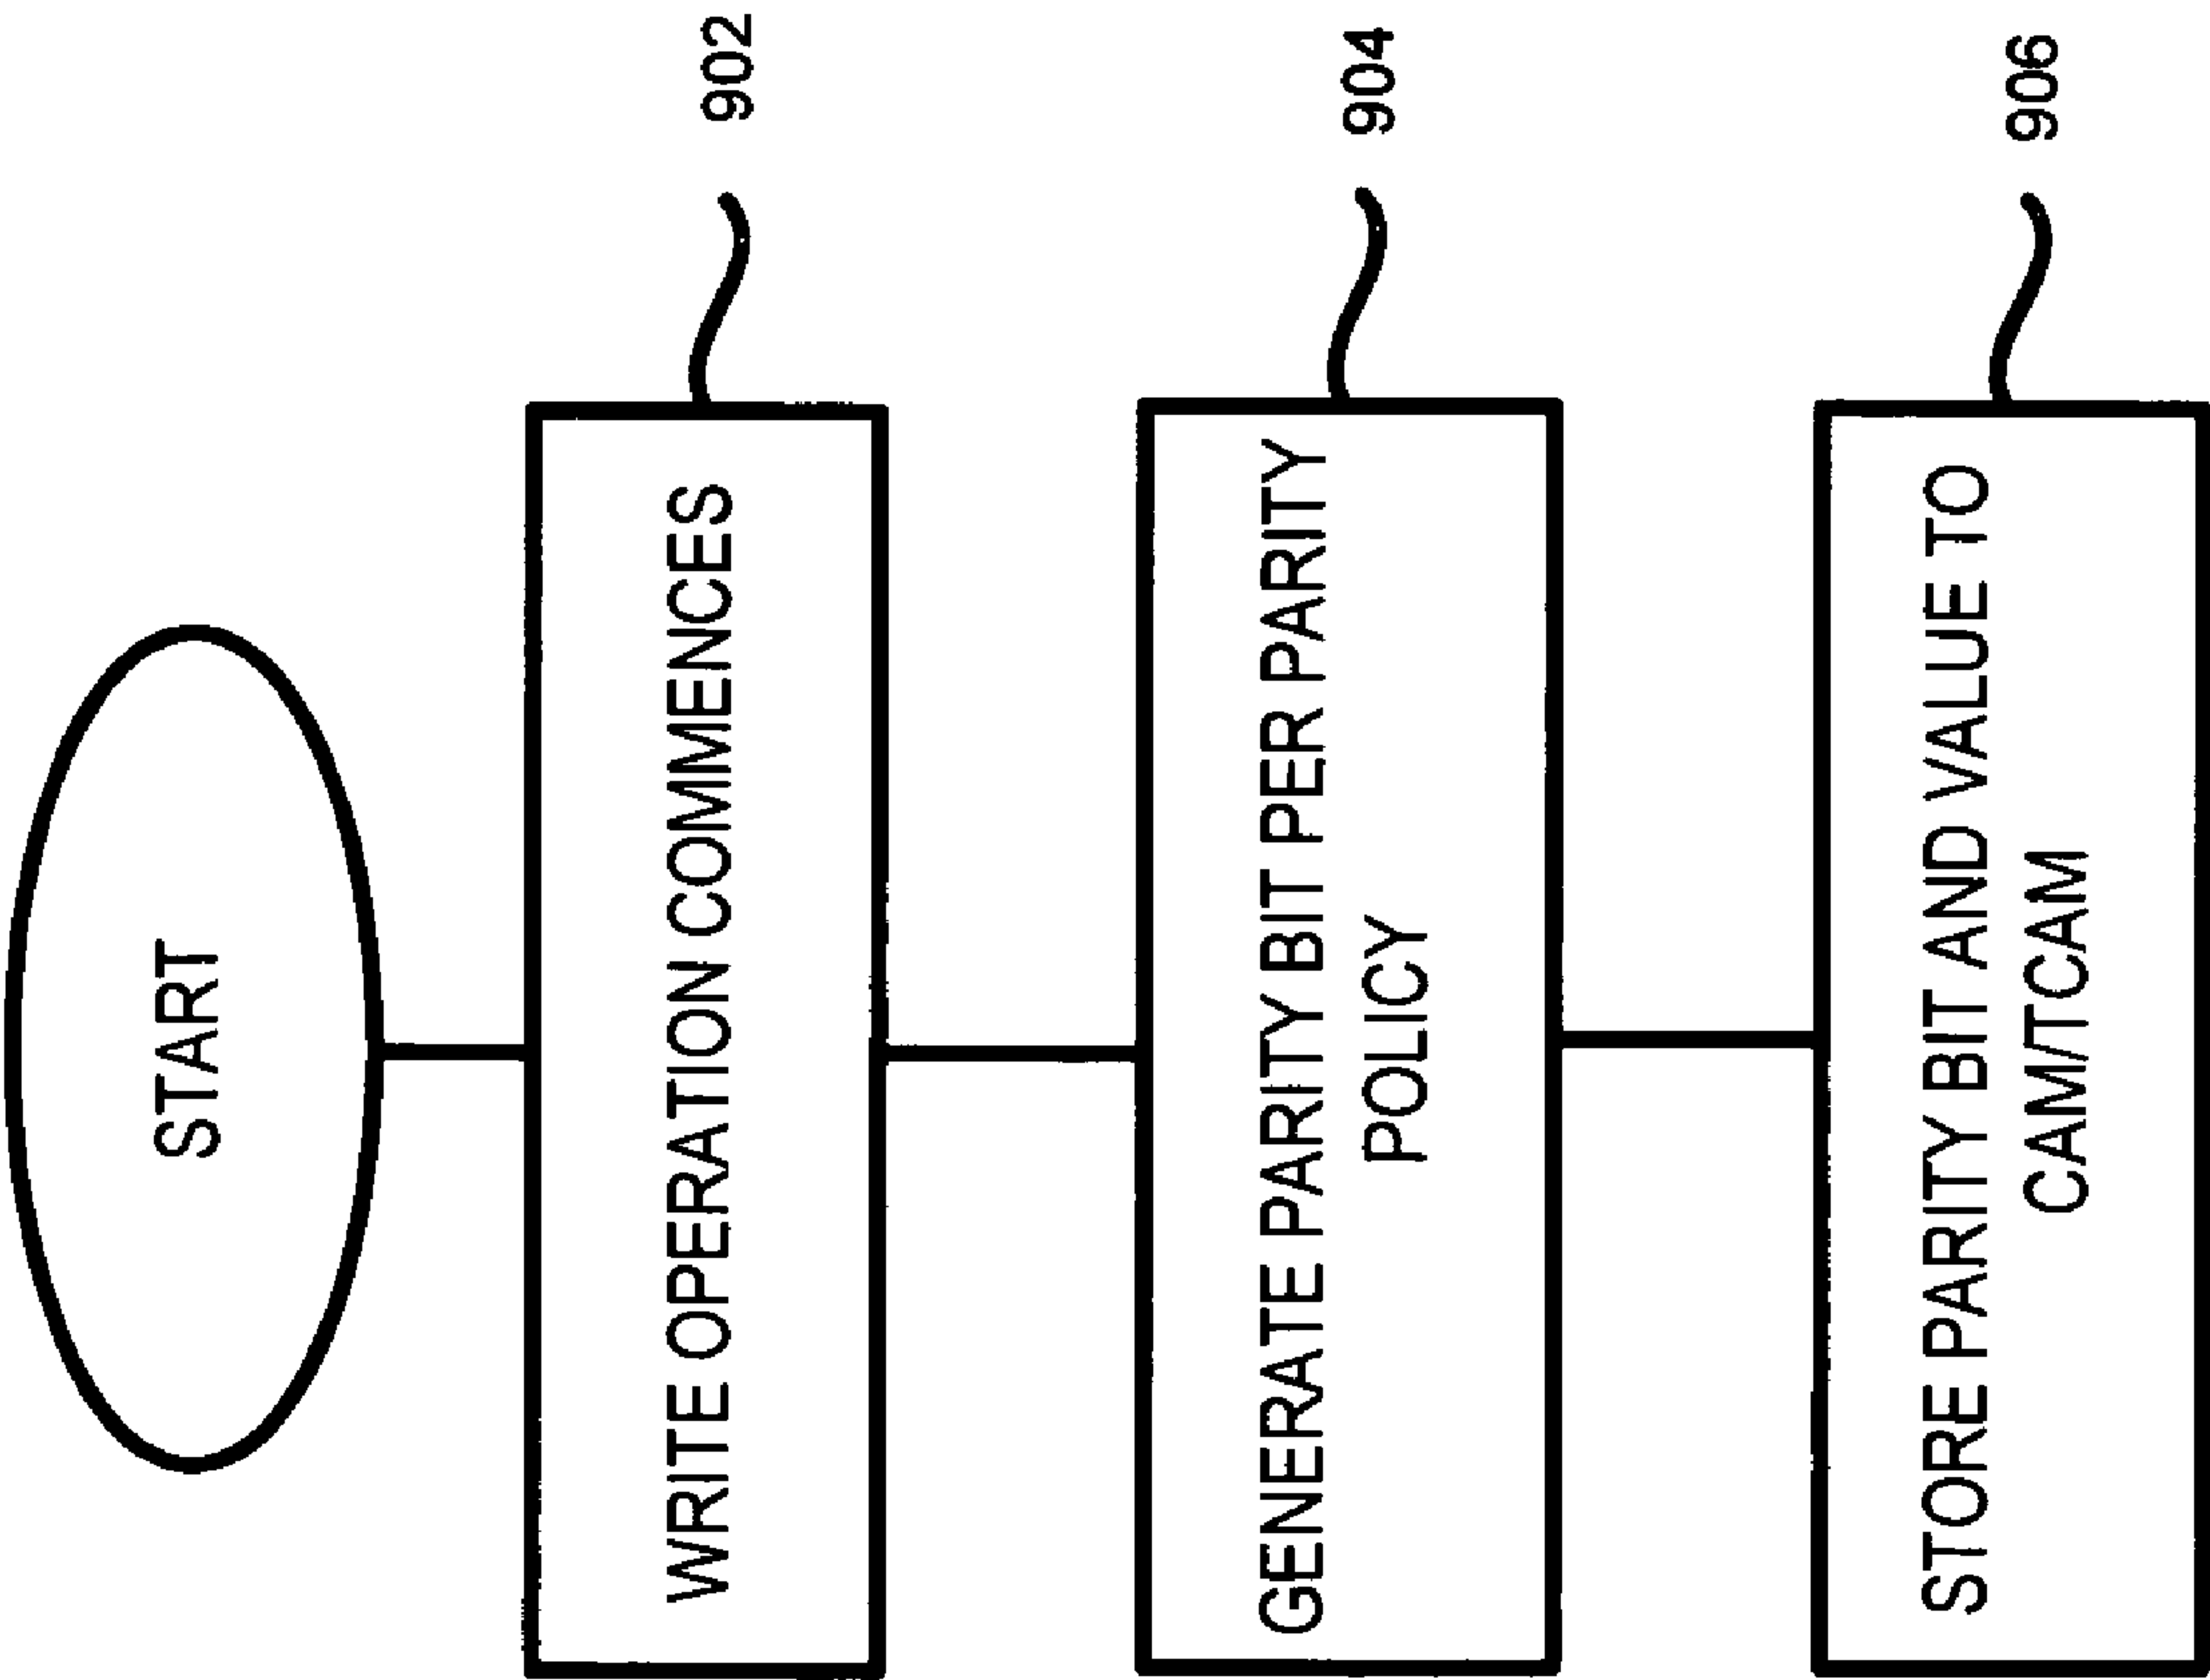 START
WRITE OPERATION COMMENCES
902
GENERATE PARITY BIT PER PARITY
POLICY
904
STORE PARITY BIT AND VALUE TO
CAM/TCAM
906